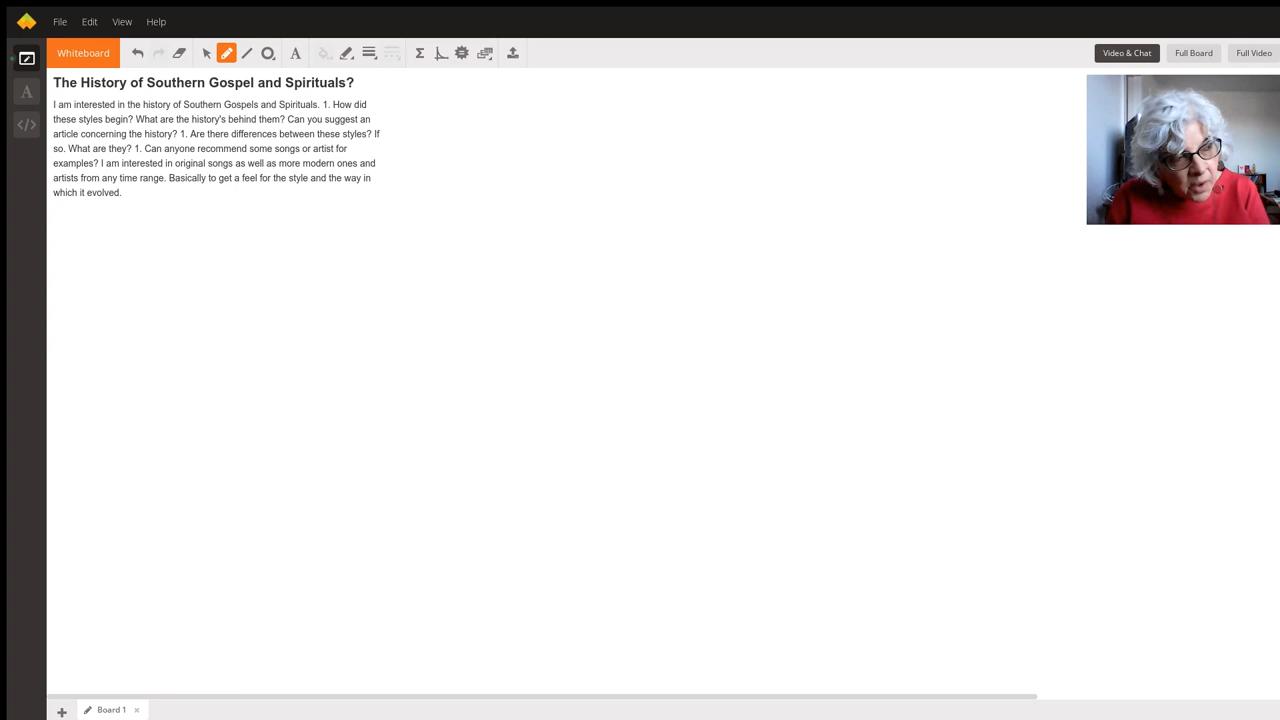 File Edit View Help
Whiteboard
A
Σ
Video & Chat Full Board Full Video
A
</>
The History of Southern Gospel and Spirituals?
I am interested in the history of Southern Gospels and Spirituals. 1. How did
these styles begin? What are the history's behind them? Can you suggest an
article concerning the history? 1. Are there differences between these styles? If
so. What are they? 1. Can anyone recommend some songs or artist for
examples? I am interested in original songs as well as more modern ones and
artists from any time range. Basically to get a feel for the style and the way in
which it evolved.
Board 1